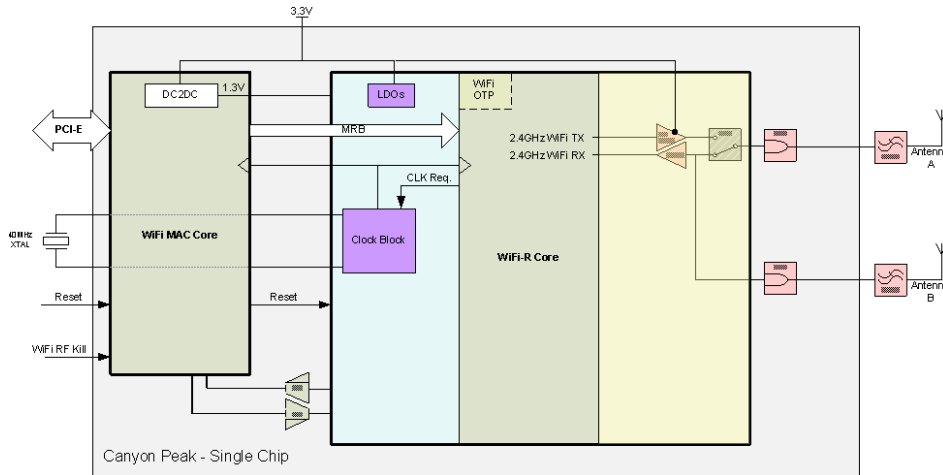 3.3V
DC2DC
1.3V
LDOs
WiFi
OTP
PCI-E
MRB
2.4GHz WiFi TX
2.4GHz WiFi RX
Antenn
A
CLK Req.
40MHz
XTAL
WiFi MAC Core
Clock Block
WiFi-R Core
Reset
Reset
Antenn
B
WiFi RF Kill
Canyon Peak - Single Chip